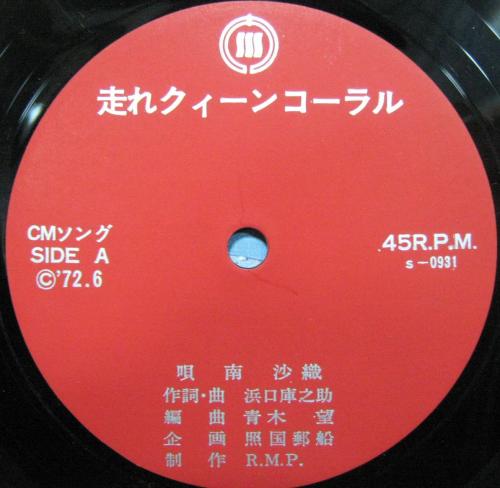 SSS
走れクィーンコーラル
CMソング
SIDE A
©'72.6
45R.P.M.
s-0931
唄 南 沙織
作詞・曲 浜口庫之助
編 曲 青木 望
企 画 照国郵船
制 作 R.M.P.